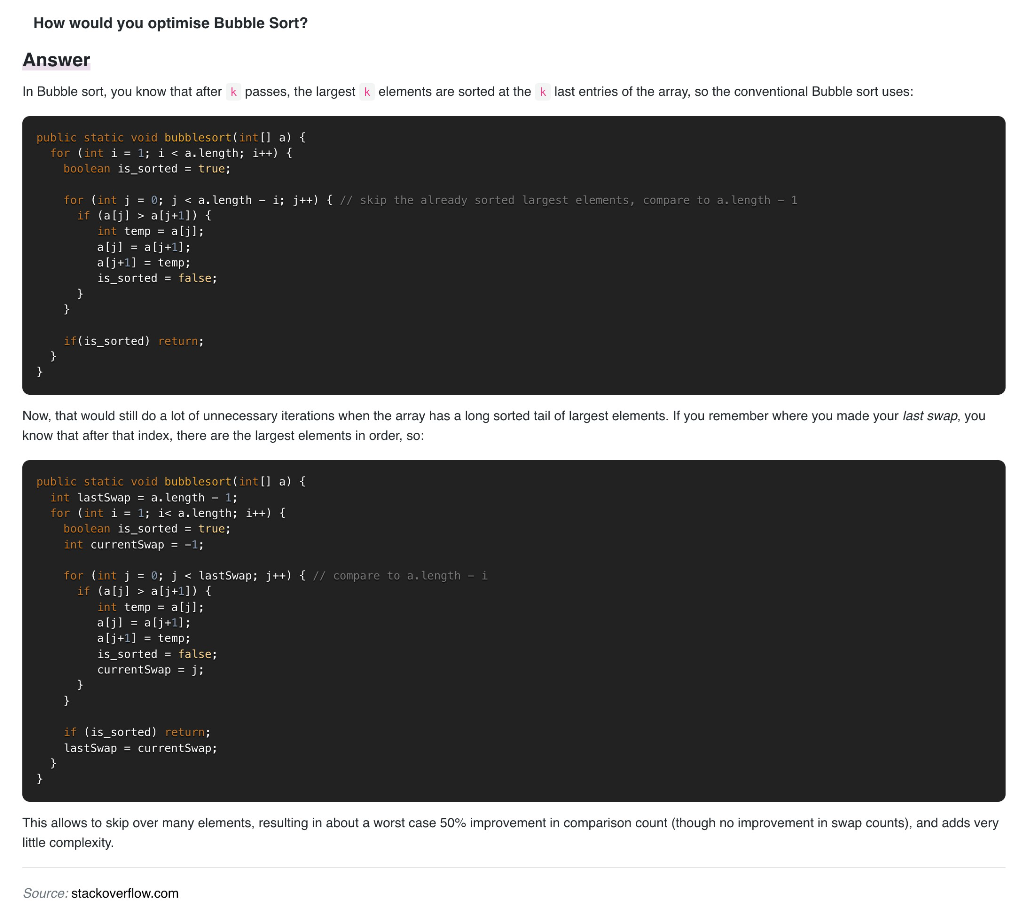 How would you optimise Bubble Sort?
Answer
In Bubble sort, you know that after k passes, the largest k elements are sorted at the k last entries of the array, so the conventional Bubble sort uses:
public static void bubblesort(int[] a) {
  for (int i = 1; i < a.length; i++) {
    boolean is_sorted = true;

    for (int j = 0; j < a.length - i; j++) { // skip the already sorted largest elements, compare to a.length - 1
      if (a[j] > a[j+1]) {
         int temp = a[j];
         a[j] = a[j+1];
         a[j+1] = temp;
         is_sorted = false;
      }
    }

    if(is_sorted) return;
  }
}
Now, that would still do a lot of unnecessary iterations when the array has a long sorted tail of largest elements. If you remember where you made your last swap, you
know that after that index, there are the largest elements in order, so:
public static void bubblesort(int[] a) {
  int lastSwap = a.length - 1;
  for (int i = 1; i< a.length; i++) {
    boolean is_sorted = true;
    int currentSwap = -1;

    for (int j = 0; j < lastSwap; j++) { // compare to a.length - i
      if (a[j] > a[j+1]) {
         int temp = a[j];
         a[j] = a[j+1];
         a[j+1] = temp;
         is_sorted = false;
         currentSwap = j;
      }
    }

    if (is_sorted) return;
    lastSwap = currentSwap;
  }
}
This allows to skip over many elements, resulting in about a worst case 50% improvement in comparison count (though no improvement in swap counts), and adds very
little complexity.
Source: stackoverflow.com